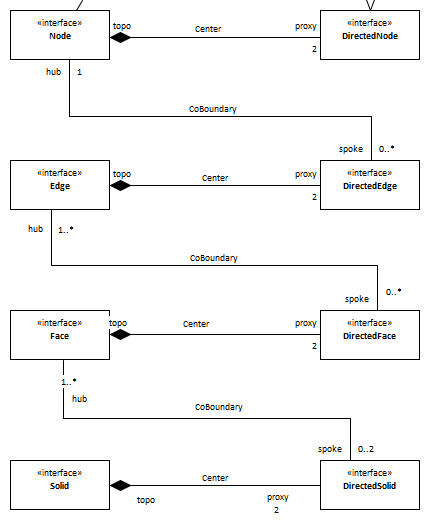 «interface»
Node
topo
Center
proxy
2
«interface»
DirectedNode
hub
1
CoBoundary
spoke
0..*
«interface»
Edge
topo
Center
proxy
2
«interface»
DirectedEdge
hub
1..*
CoBoundary
spoke
0..*
«interface»
Face
topo
Center
proxy
2
«interface»
DirectedFace
1..*
hub
CoBoundary
spoke
0..2
«interface»
Solid
topo
Center
proxy
2
«interface»
DirectedSolid